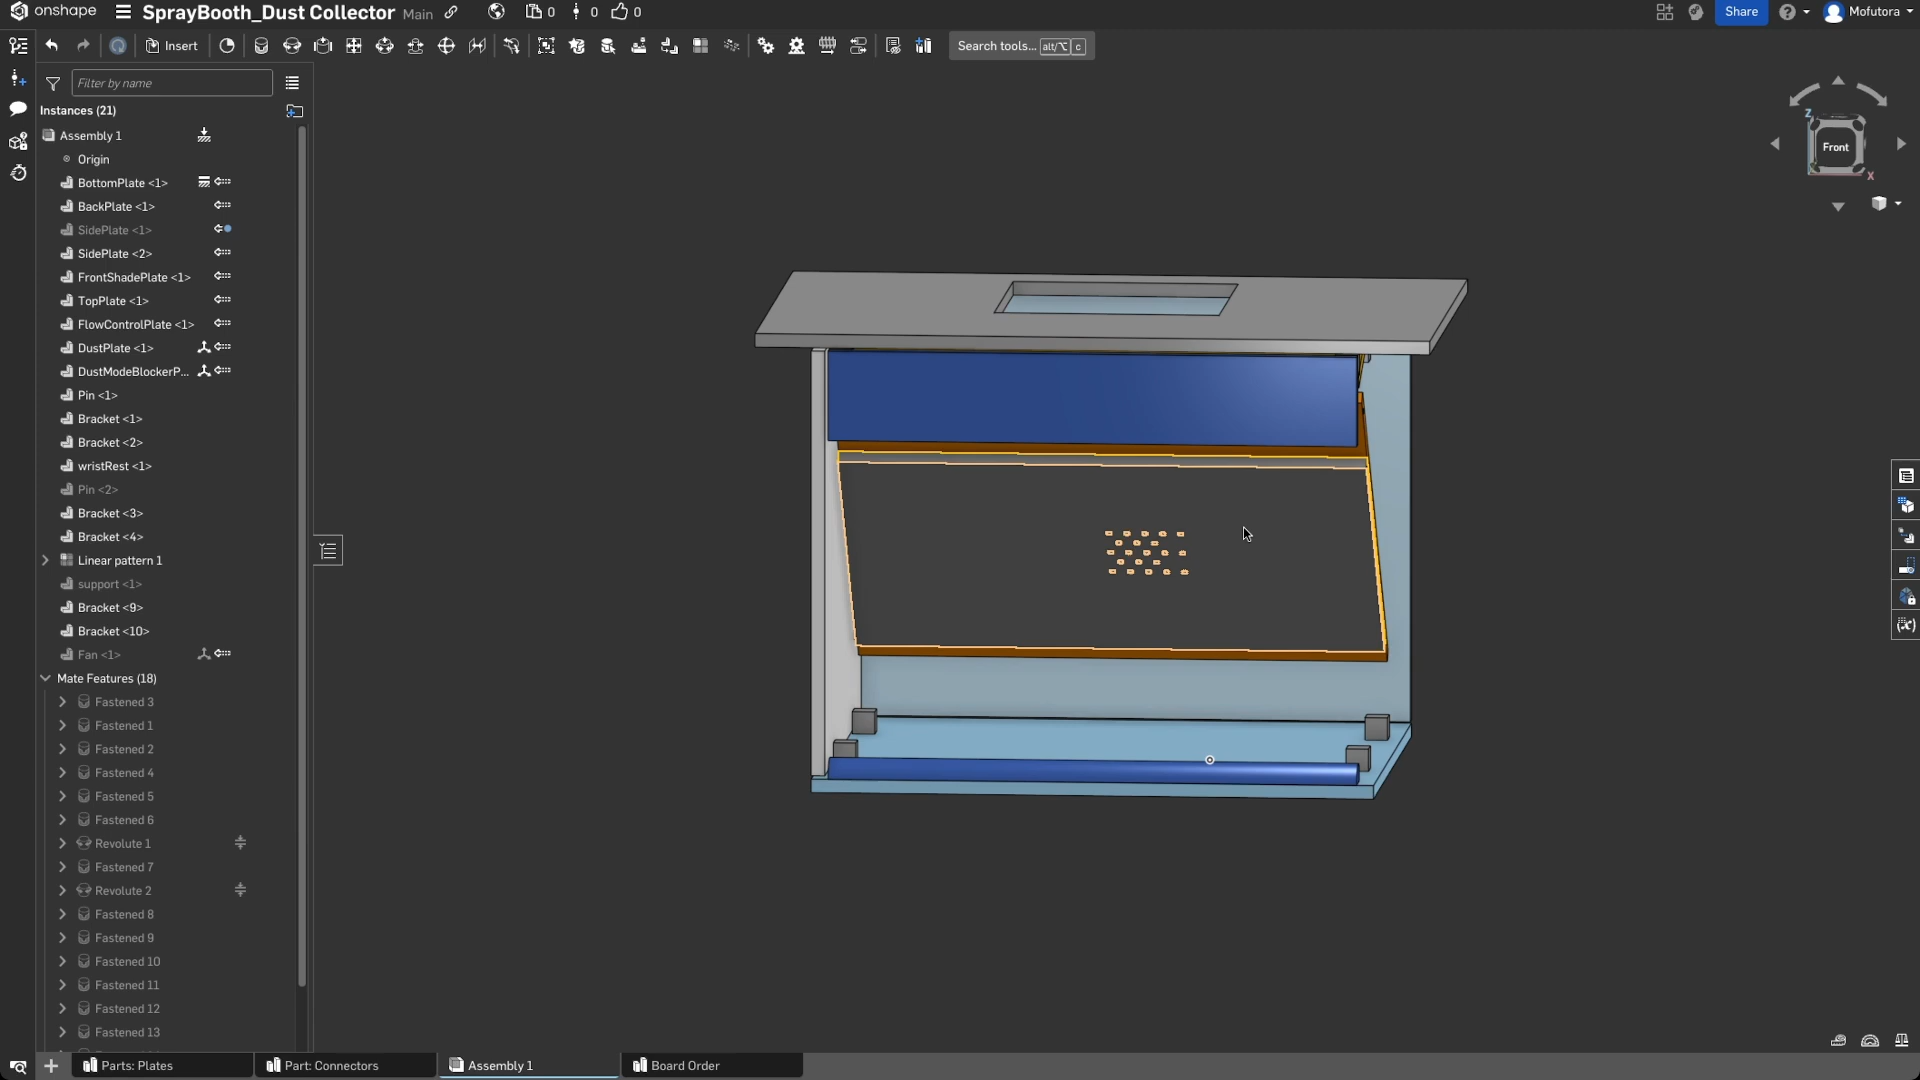 onshape SprayBooth_Dust Collector Main 0 0 0 Share Mofutora
Insert Search tools... alt/⌥ c
Filter by name
Instances (21)
Assembly 1
Origin
BottomPlate <1>
BackPlate <1>
SidePlate <1>
SidePlate <2>
FrontShadePlate <1>
TopPlate <1>
FlowControlPlate <1>
DustPlate <1>
DustModeBlockerP...
Pin <1>
Bracket <1>
Bracket <2>
wristRest <1>
Pin <2>
Bracket <3>
Bracket <4>
Linear pattern 1
support <1>
Bracket <9>
Bracket <10>
Fan <1>
Mate Features (18)
Fastened 3
Fastened 1
Fastened 2
Fastened 4
Fastened 5
Fastened 6
Revolute 1
Fastened 7
Revolute 2
Fastened 8
Fastened 9
Fastened 10
Fastened 11
Fastened 12
Fastened 13
Z
Front
X
(x)
Parts: Plates Part: Connectors Assembly 1 Board Order